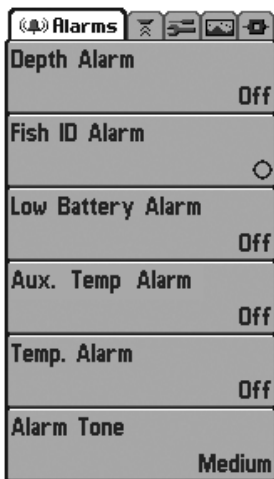 Alarms
Depth Alarm
Off
Fish ID Alarm
Low Battery Alarm
Off
Aux. Temp Alarm
Off
Temp. Alarm
Off
Alarm Tone
Medium